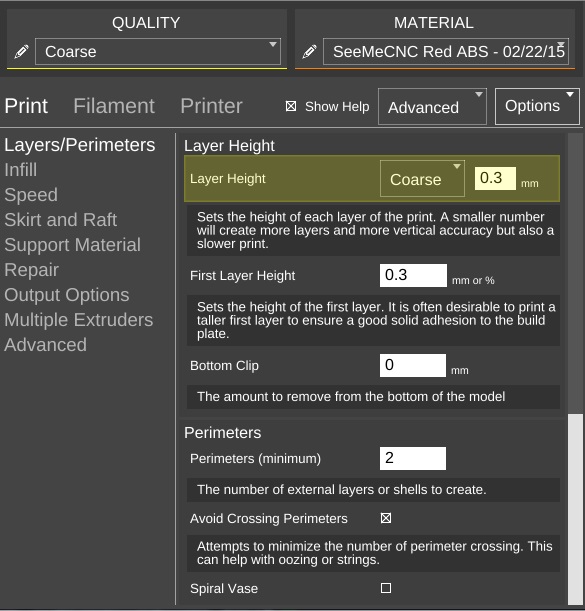 QUALITY
MATERIAL
Coarse
SeeMeCNC Red ABS - 02/22/15
Print
Filament
Printer
Show Help
Advanced
Options
Layers/Perimeters
Infill
Speed
Skirt and Raft
Support Material
Repair
Output Options
Multiple Extruders
Advanced
Layer Height
Layer Height
Coarse
0.3 mm
Sets the height of each layer of the print. A smaller number
will create more layers and more vertical accuracy but also a
slower print.
First Layer Height
0.3 mm or %
Sets the height of the first layer. It is often desirable to print a
taller first layer to ensure a good solid adhesion to the build
plate.
Bottom Clip
0 mm
The amount to remove from the bottom of the model
Perimeters
Perimeters (minimum)
2
The number of external layers or shells to create.
Avoid Crossing Perimeters
Attempts to minimize the number of perimeter crossing. This
can help with oozing or strings.
Spiral Vase